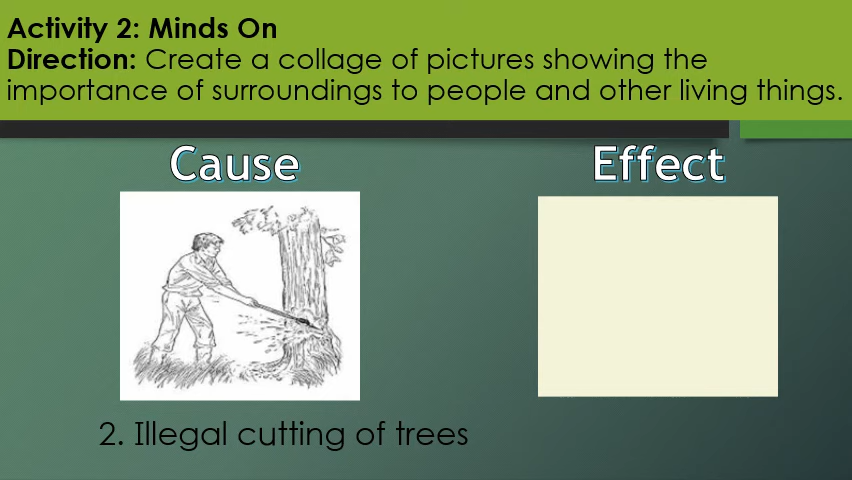 Activity 2: Minds On
Direction: Create a collage of pictures showing the
importance of surroundings to people and other living things.
Cause
Effect
2. Illegal cutting of trees